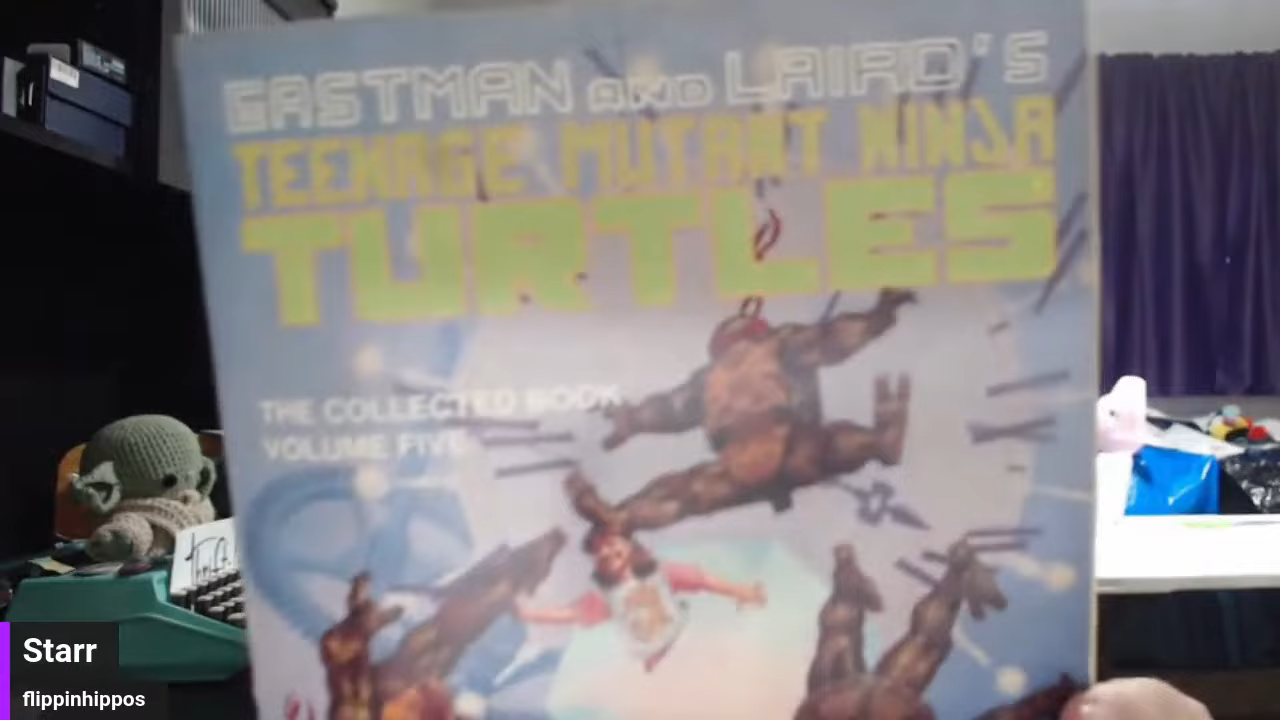 EASTMAN AND LAIRD'S
TEENAGE MUTANT NINJA
TURTLES
THE COLLECTED BOOK
VOLUME FIVE
Starr
flippinhippos